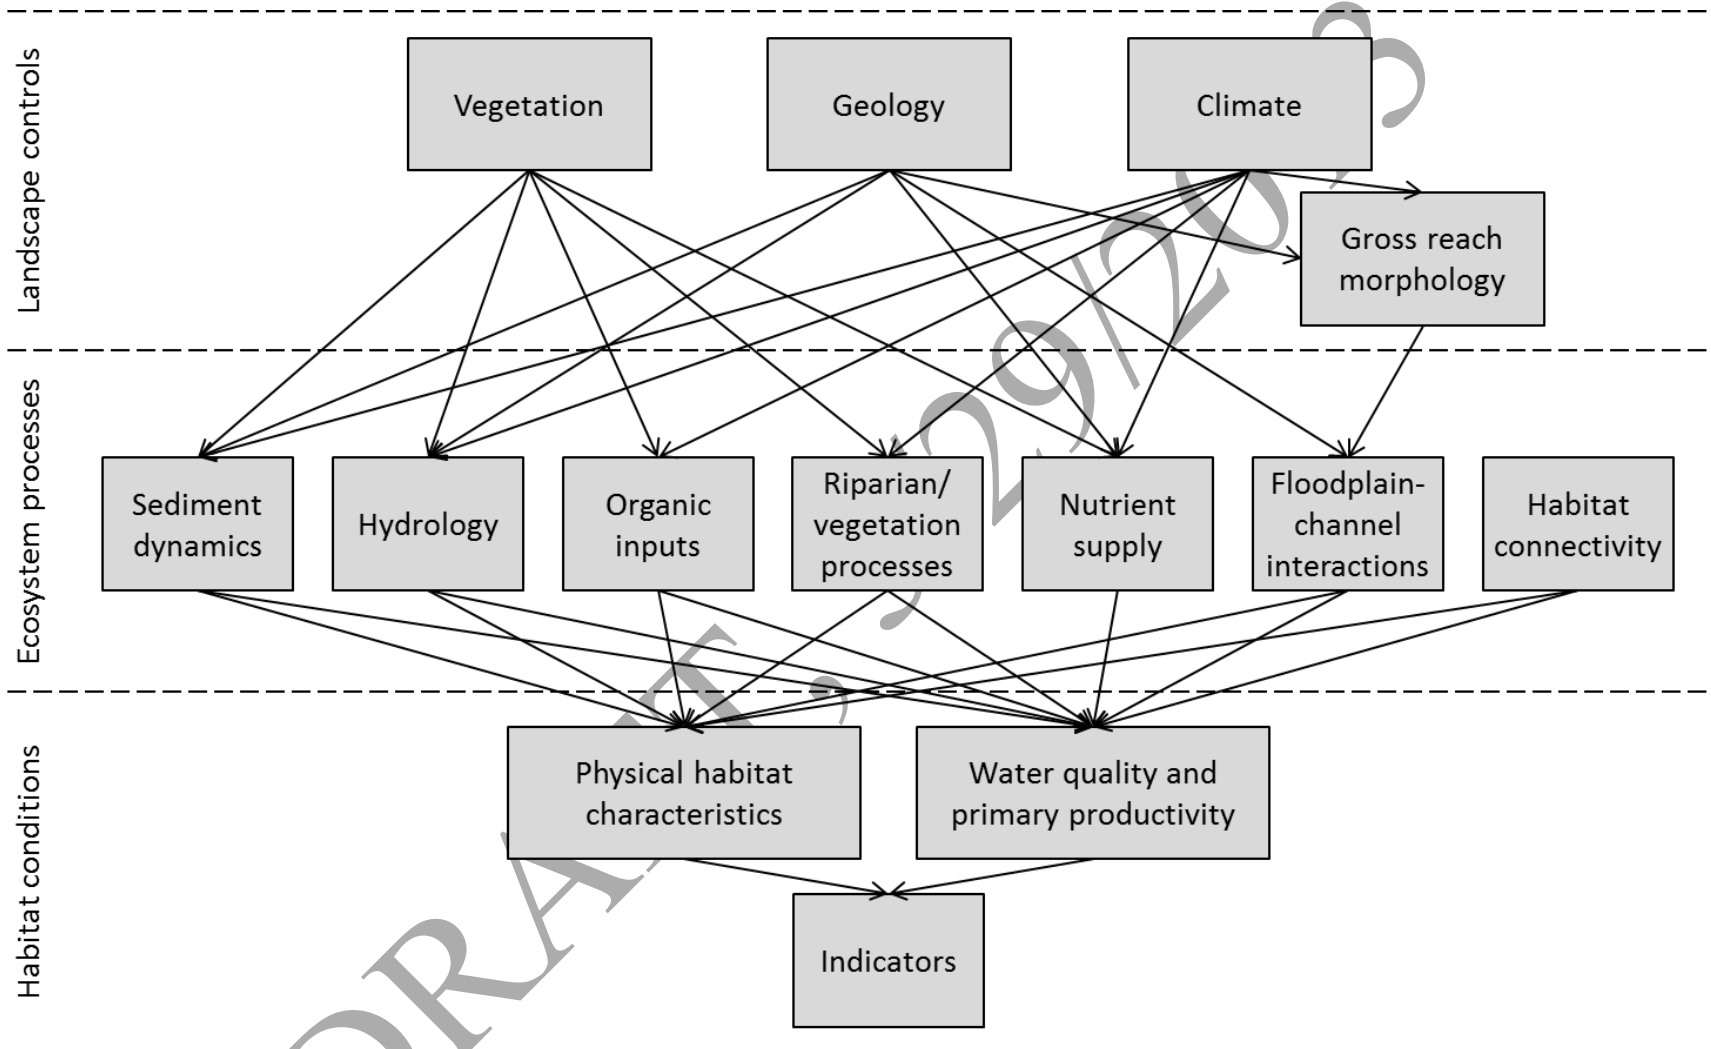 Landscape controls
Vegetation
Geology
Climate
Gross reach
morphology
Ecosystem processes
Sediment
dynamics
Hydrology
Organic
inputs
Riparian/
vegetation
processes
Nutrient
supply
Floodplain-
channel
interactions
Habitat
connectivity
Habitat conditions
Physical habitat
characteristics
Water quality and
primary productivity
Indicators